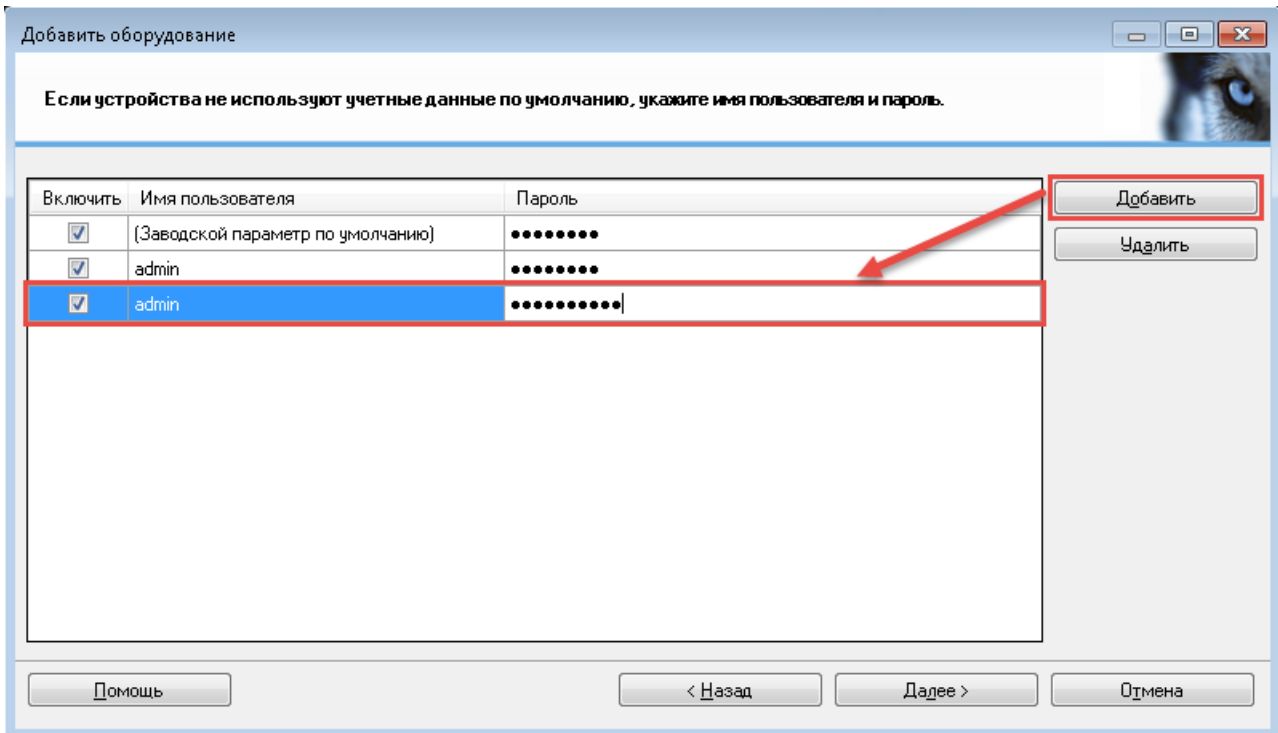 Добавить оборудование
Если устройства не используют учетные данные по умолчанию, укажите имя пользователя и пароль.
Включить Имя пользователя Пароль
Добавить
(Заводской параметр по умолчанию) ••••••••
Удалить
admin ••••••••
admin ••••••••••
Помощь < Назад Далее > Отмена